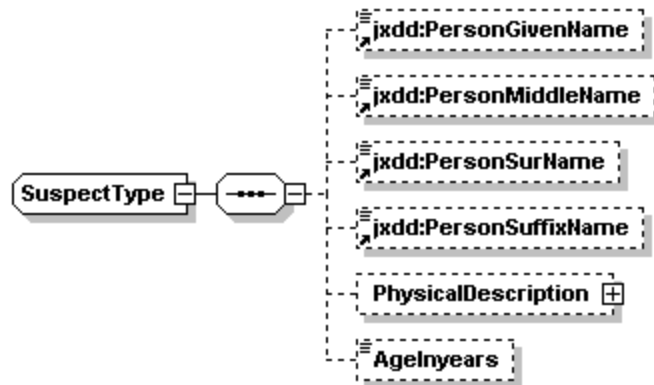 jxdd:PersonGivenName
jxdd:PersonMiddleName
jxdd:PersonSurName
SuspectType
jxdd:PersonSuffixName
PhysicalDescription
AgeInyears